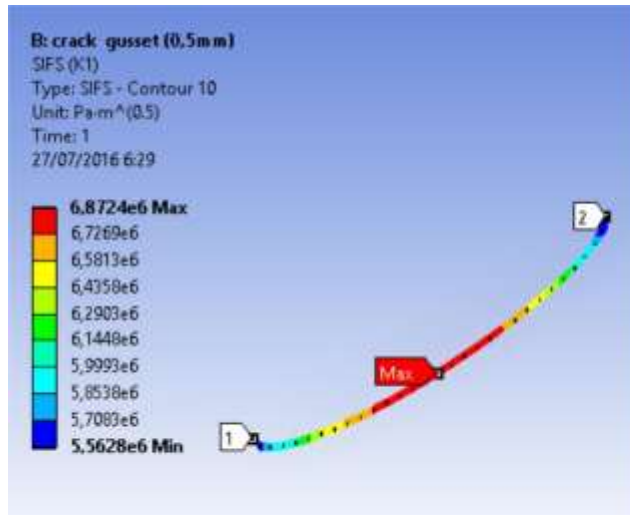 B: crack gusset (0,5mm)
SIFS (K1)
Type: SIFS - Contour 10
Unit: Pa·m^(0.5)
Time: 1
27/07/2016 6:29
6,8724e6 Max
6,7269e6
6,5813e6
6,4358e6
6,2903e6
6,1448e6
5,9993e6
5,8538e6
5,7083e6
5,5628e6 Min
2
Max
1